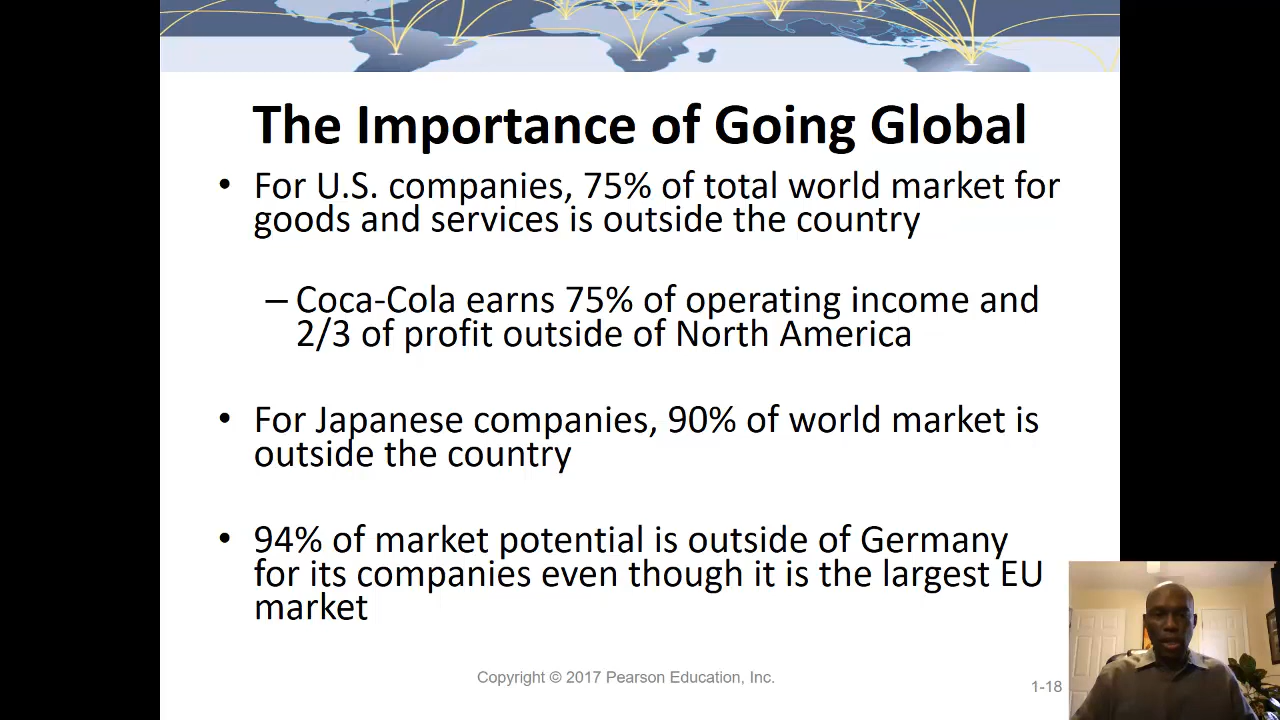 The Importance of Going Global
• For U.S. companies, 75% of total world market for
goods and services is outside the country
– Coca-Cola earns 75% of operating income and
2/3 of profit outside of North America
• For Japanese companies, 90% of world market is
outside the country
• 94% of market potential is outside of Germany
for its companies even though it is the largest EU
market
Copyright © 2017 Pearson Education, Inc.
1-18